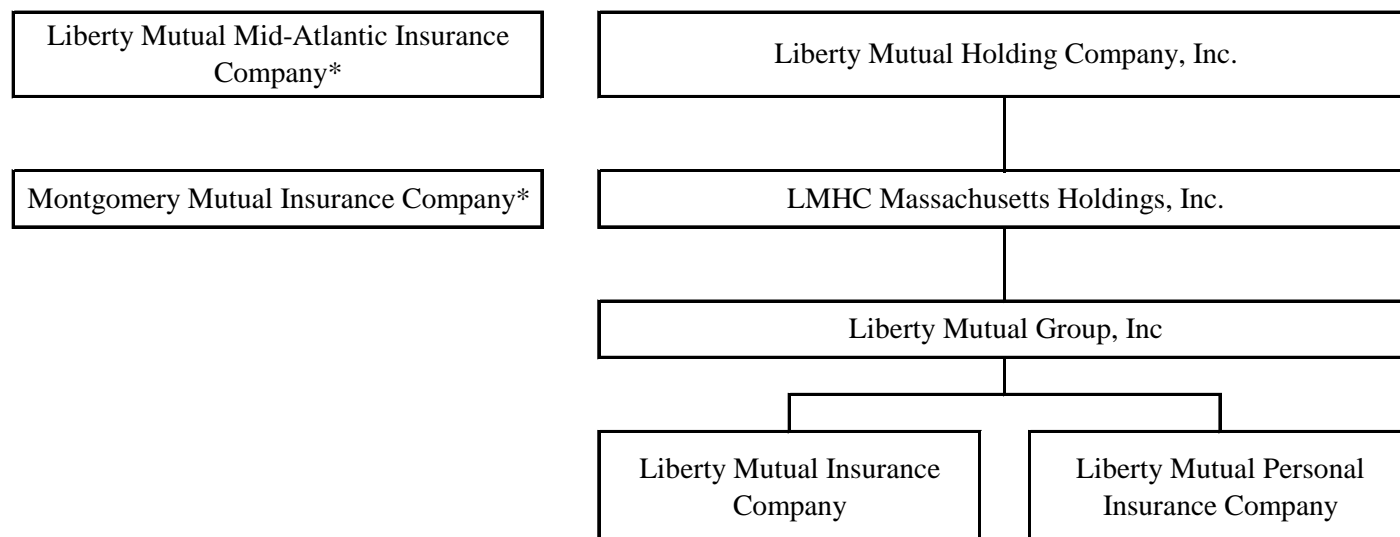 Liberty Mutual Mid-Atlantic Insurance
Company*
Liberty Mutual Holding Company, Inc.
Montgomery Mutual Insurance Company*
LMHC Massachusetts Holdings, Inc.
Liberty Mutual Group, Inc
Liberty Mutual Insurance
Company
Liberty Mutual Personal
Insurance Company